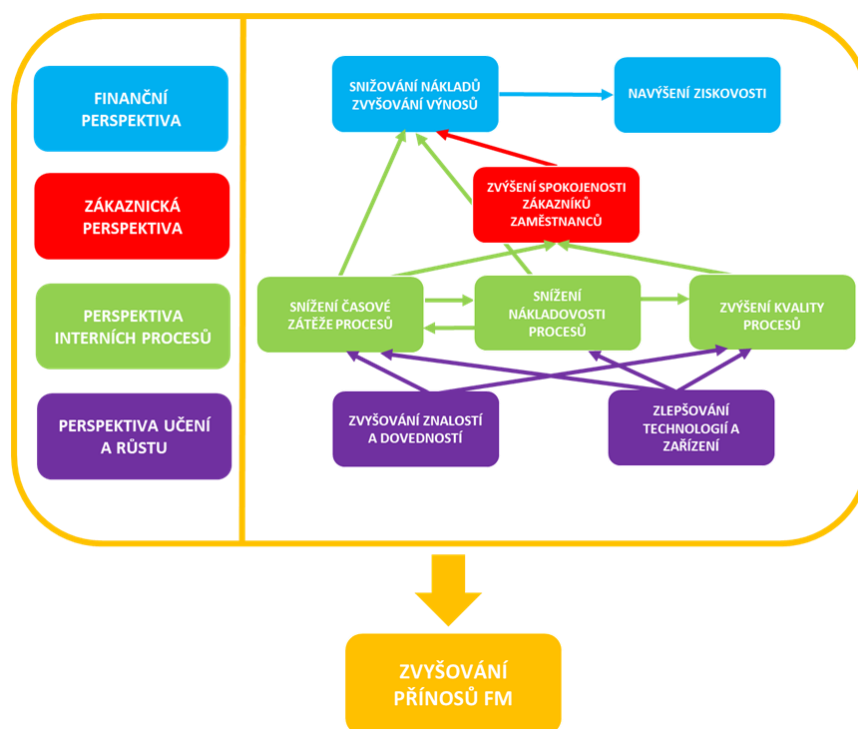 FINANČNÍ
PERSPEKTIVA
SNIŽOVÁNÍ NÁKLADŮ
ZVYŠOVÁNÍ VÝNOSŮ
NAVÝŠENÍ ZISKOVOSTI
ZÁKAZNICKÁ
PERSPEKTIVA
ZVÝŠENÍ SPOKOJENOSTI
ZÁKAZNÍKŮ
ZAMĚSTNANCŮ
PERSPEKTIVA
INTERNÍCH PROCESŮ
SNÍŽENÍ ČASOVÉ
ZÁTĚŽE PROCESŮ
SNÍŽENÍ
NÁKLADOVOSTI
PROCESŮ
ZVÝŠENÍ KVALITY
PROCESŮ
PERSPEKTIVA UČENÍ
A RŮSTU
ZVYŠOVÁNÍ ZNALOSTÍ
A DOVEDNOSTÍ
ZLEPŠOVÁNÍ
TECHNOLOGIÍ A
ZAŘÍZENÍ
ZVYŠOVÁNÍ
PŘÍNOSŮ FM